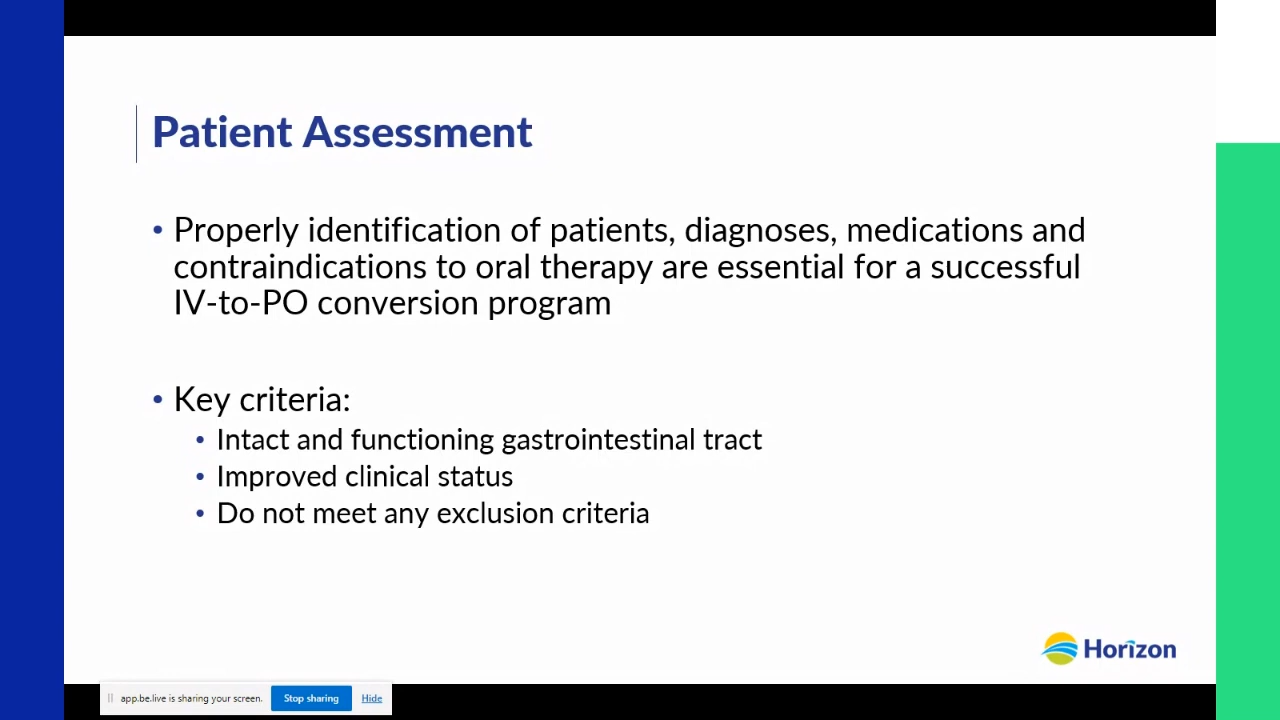 Patient Assessment
• Properly identification of patients, diagnoses, medications and
contraindications to oral therapy are essential for a successful
IV-to-PO conversion program
• Key criteria:
• Intact and functioning gastrointestinal tract
• Improved clinical status
• Do not meet any exclusion criteria
Horizon
app.be.live is sharing your screen. Stop sharing Hide